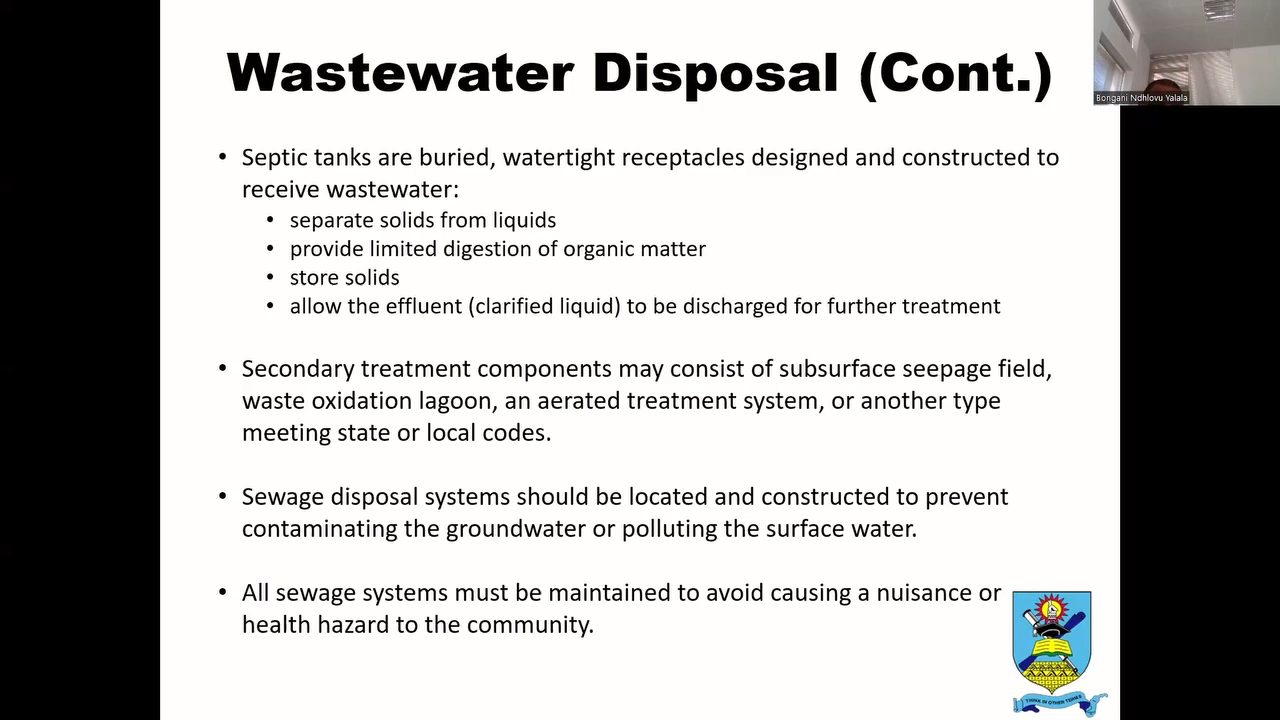 Wastewater Disposal (Cont.)
Bongani Ndhlovu Yalala
• Septic tanks are buried, watertight receptacles designed and constructed to
receive wastewater:
• separate solids from liquids
• provide limited digestion of organic matter
• store solids
• allow the effluent (clarified liquid) to be discharged for further treatment
• Secondary treatment components may consist of subsurface seepage field,
waste oxidation lagoon, an aerated treatment system, or another type
meeting state or local codes.
• Sewage disposal systems should be located and constructed to prevent
contaminating the groundwater or polluting the surface water.
• All sewage systems must be maintained to avoid causing a nuisance or
health hazard to the community.
THINK IN OTHER TERMS